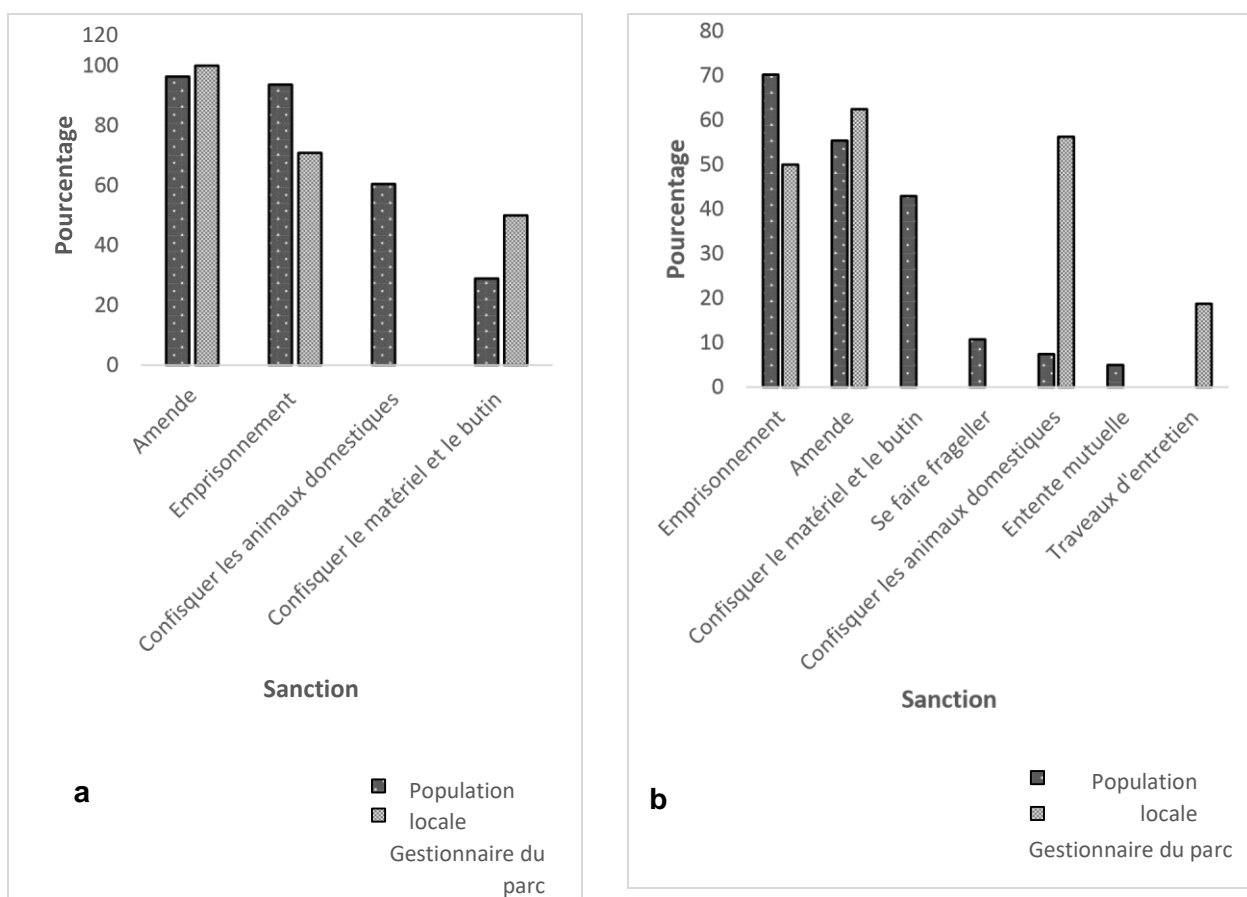 120
100
80
60
40
20
0
Pourcentage
Amende
Emprisonnement
Confisquer les animaux domestiques
Confisquer le matériel et le butin
Sanction
a
Population
locale
Gestionnaire du
parc
80
70
60
50
40
30
20
10
0
Pourcentage
Emprisonnement
Amende
Confisquer le matériel et le butin
Se faire frageller
Confisquer les animaux domestiques
Entente mutuelle
Traveaux d'entretien
Sanction
b
Population
locale
Gestionnaire du parc